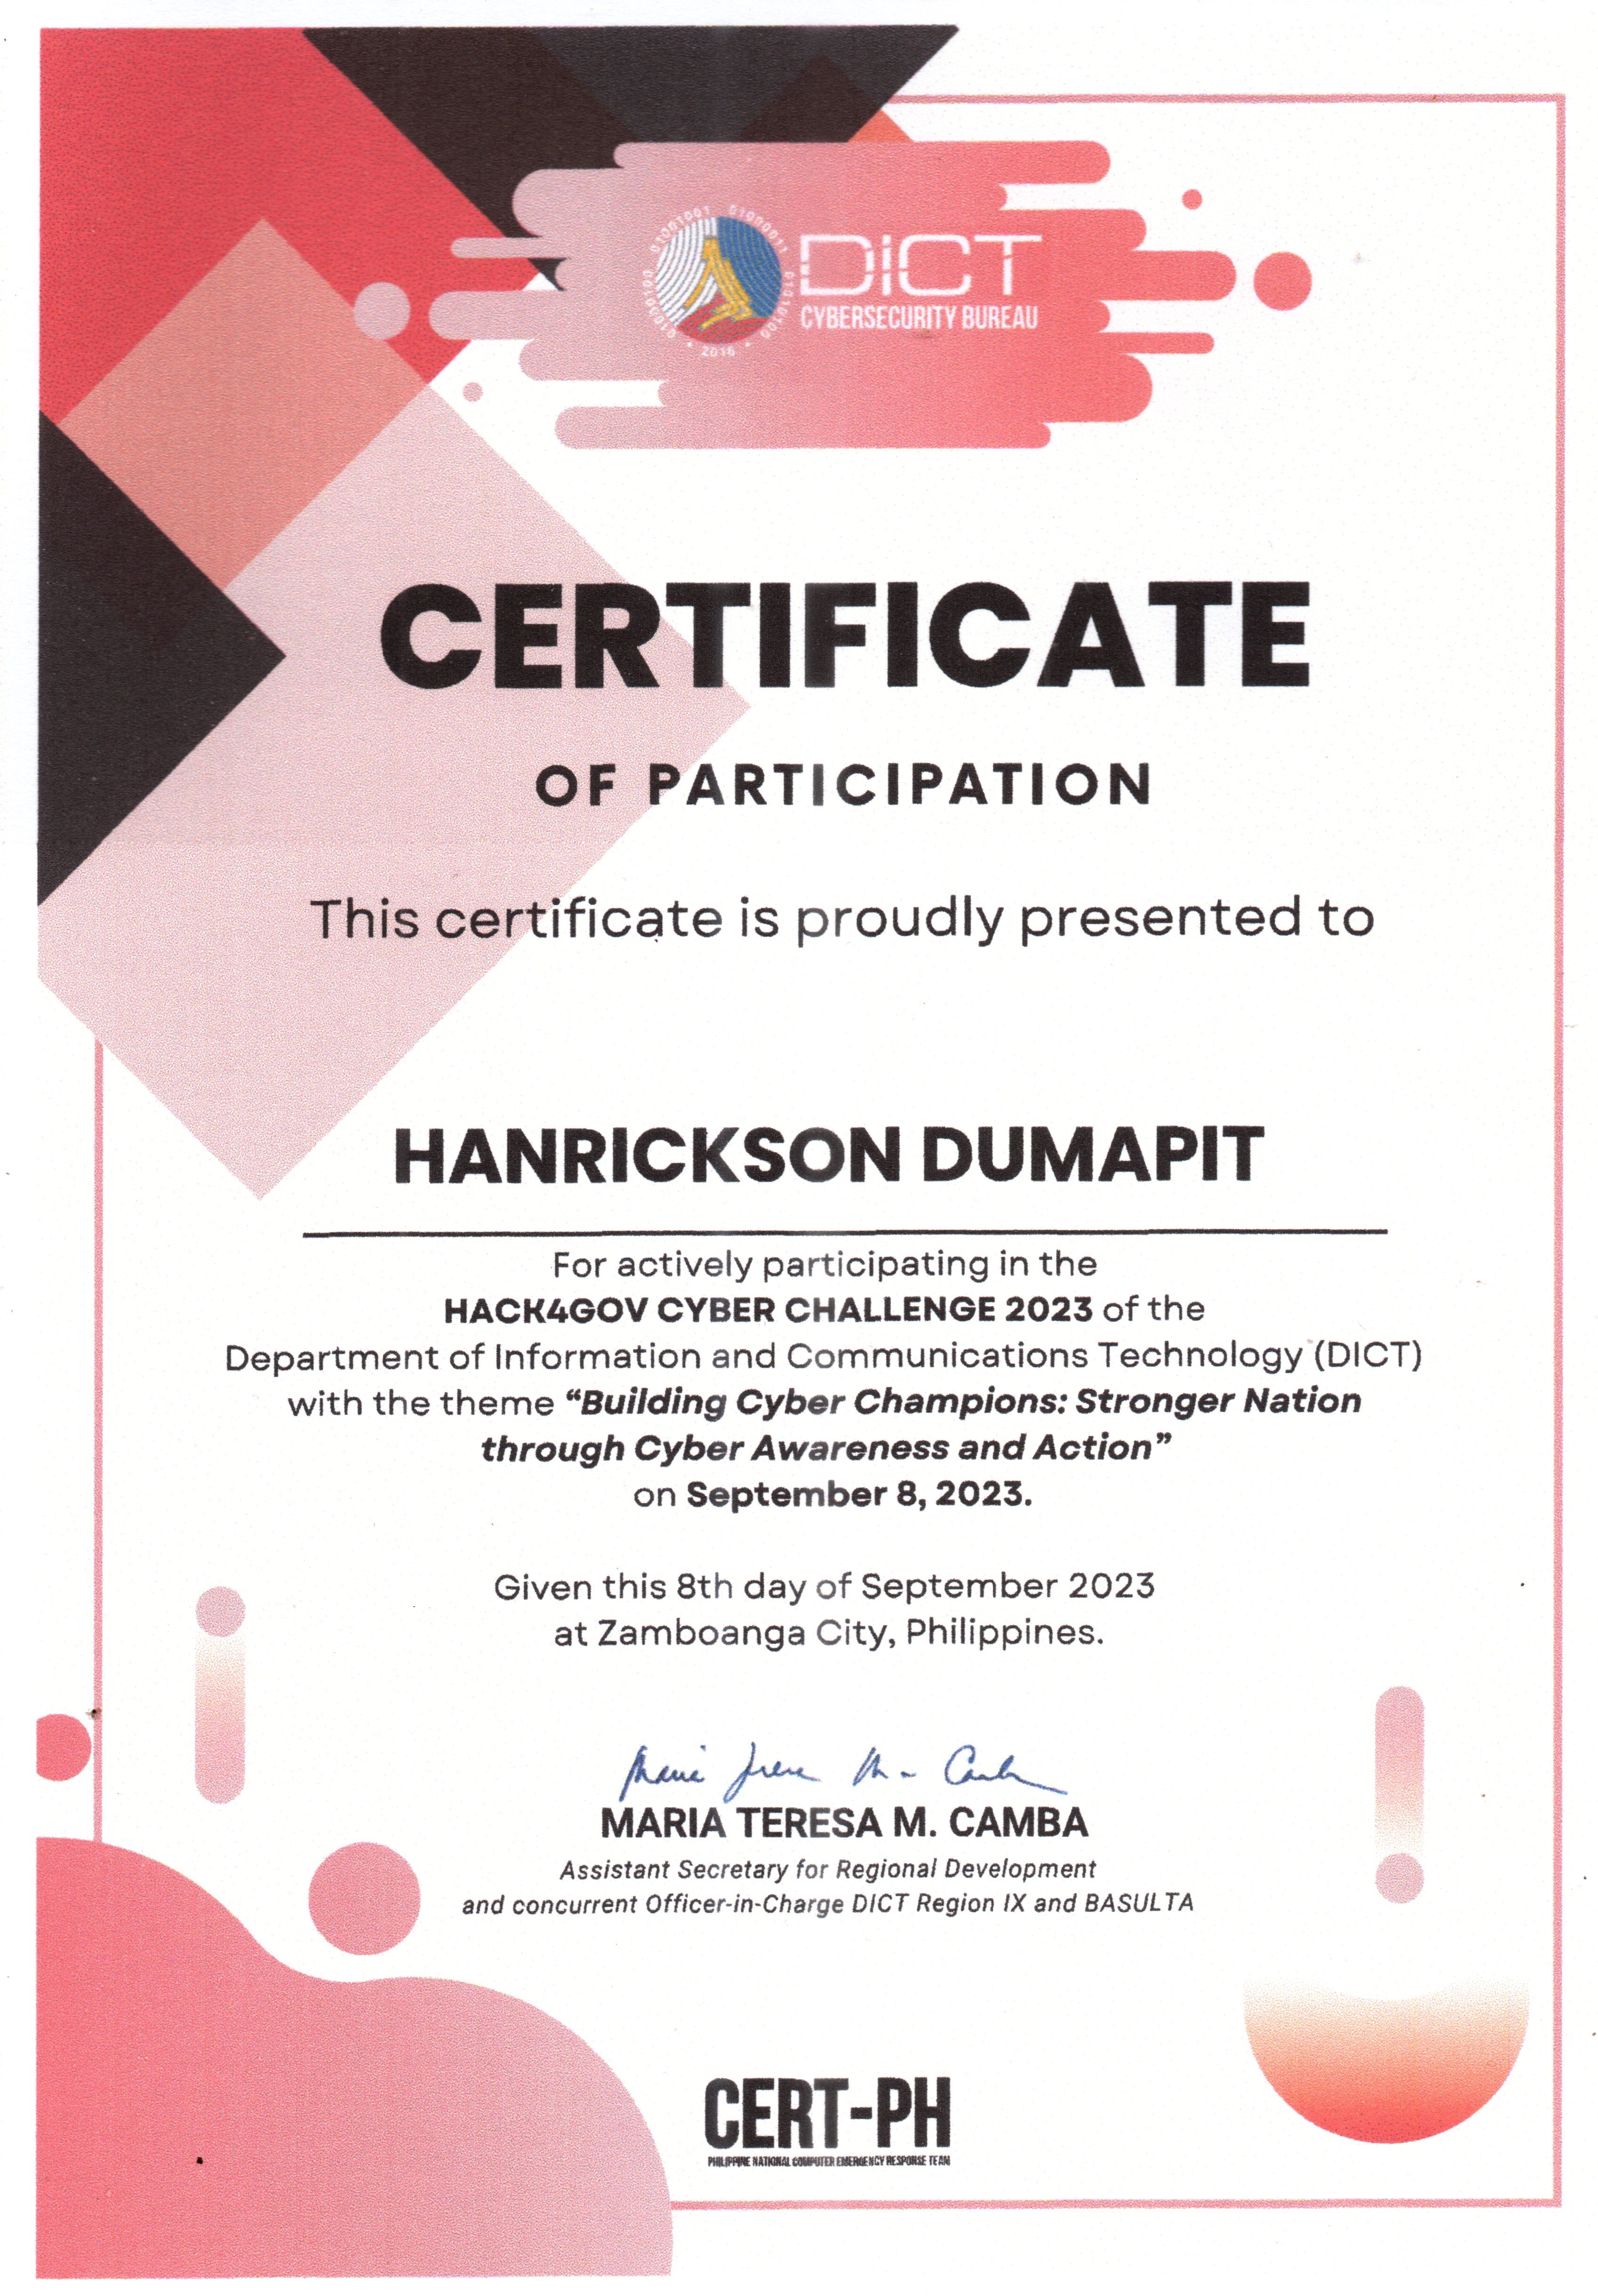 01000100 01001001 01000011 01010100
• 2016 •
DICT
CYBERSECURITY BUREAU
CERTIFICATE
OF PARTICIPATION
This certificate is proudly presented to
HANRICKSON DUMAPIT
For actively participating in the
HACK4GOV CYBER CHALLENGE 2023 of the
Department of Information and Communications Technology (DICT)
with the theme “Building Cyber Champions: Stronger Nation
through Cyber Awareness and Action”
on September 8, 2023.
Given this 8th day of September 2023
at Zamboanga City, Philippines.
MARIA TERESA M. CAMBA
Assistant Secretary for Regional Development
and concurrent Officer-in-Charge DICT Region IX and BASULTA
CERT-PH
PHILIPPINE NATIONAL COMPUTER EMERGENCY RESPONSE TEAM